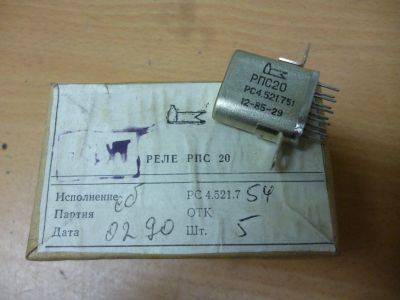 РПС20
РС4.521.751
12-85-29
РЕЛЕ РПС 20
Исполнение РС 4.521.7 54
Партия ОТК
Дата 02 90 Шт. 5